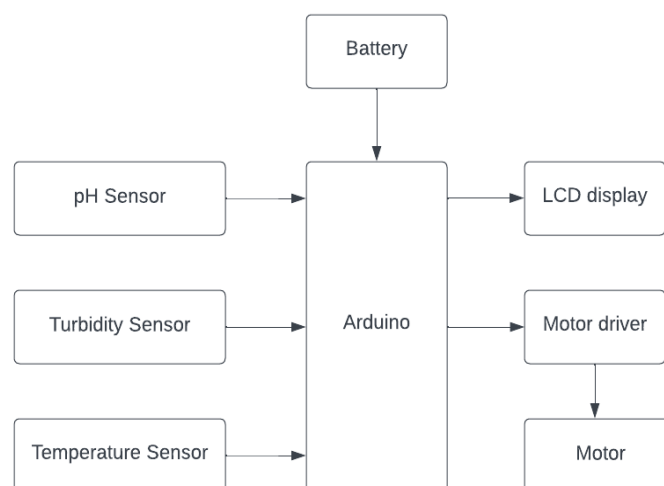 Battery
pH Sensor
LCD display
Turbidity Sensor
Arduino
Motor driver
Temperature Sensor
Motor